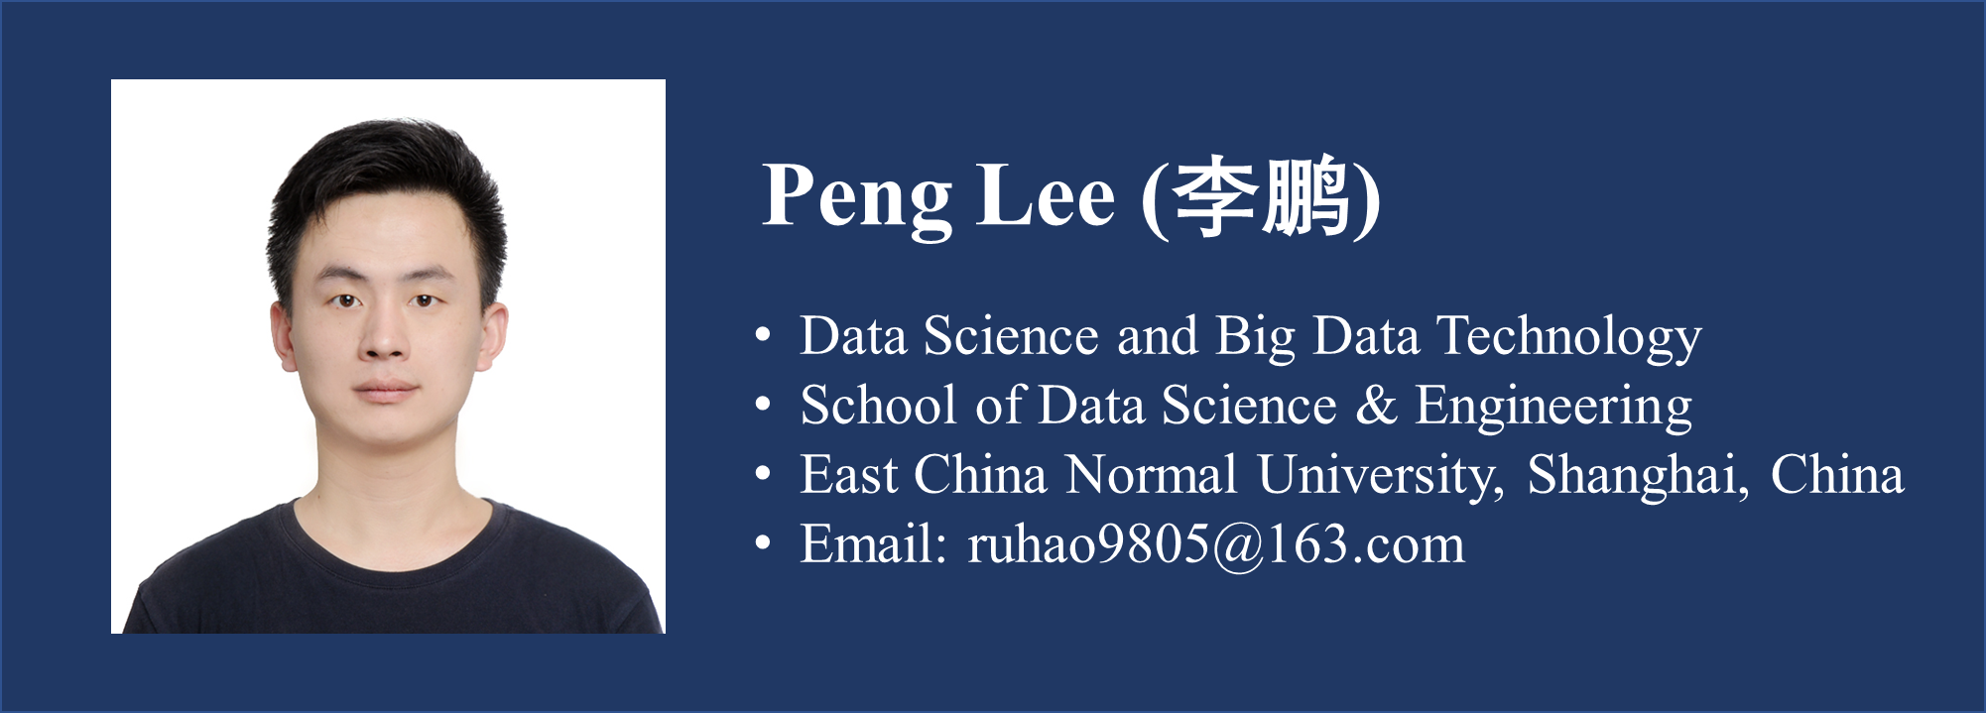 Peng Lee (李鹏)
• Data Science and Big Data Technology
• School of Data Science & Engineering
• East China Normal University, Shanghai, China
• Email: ruhao9805@163.com